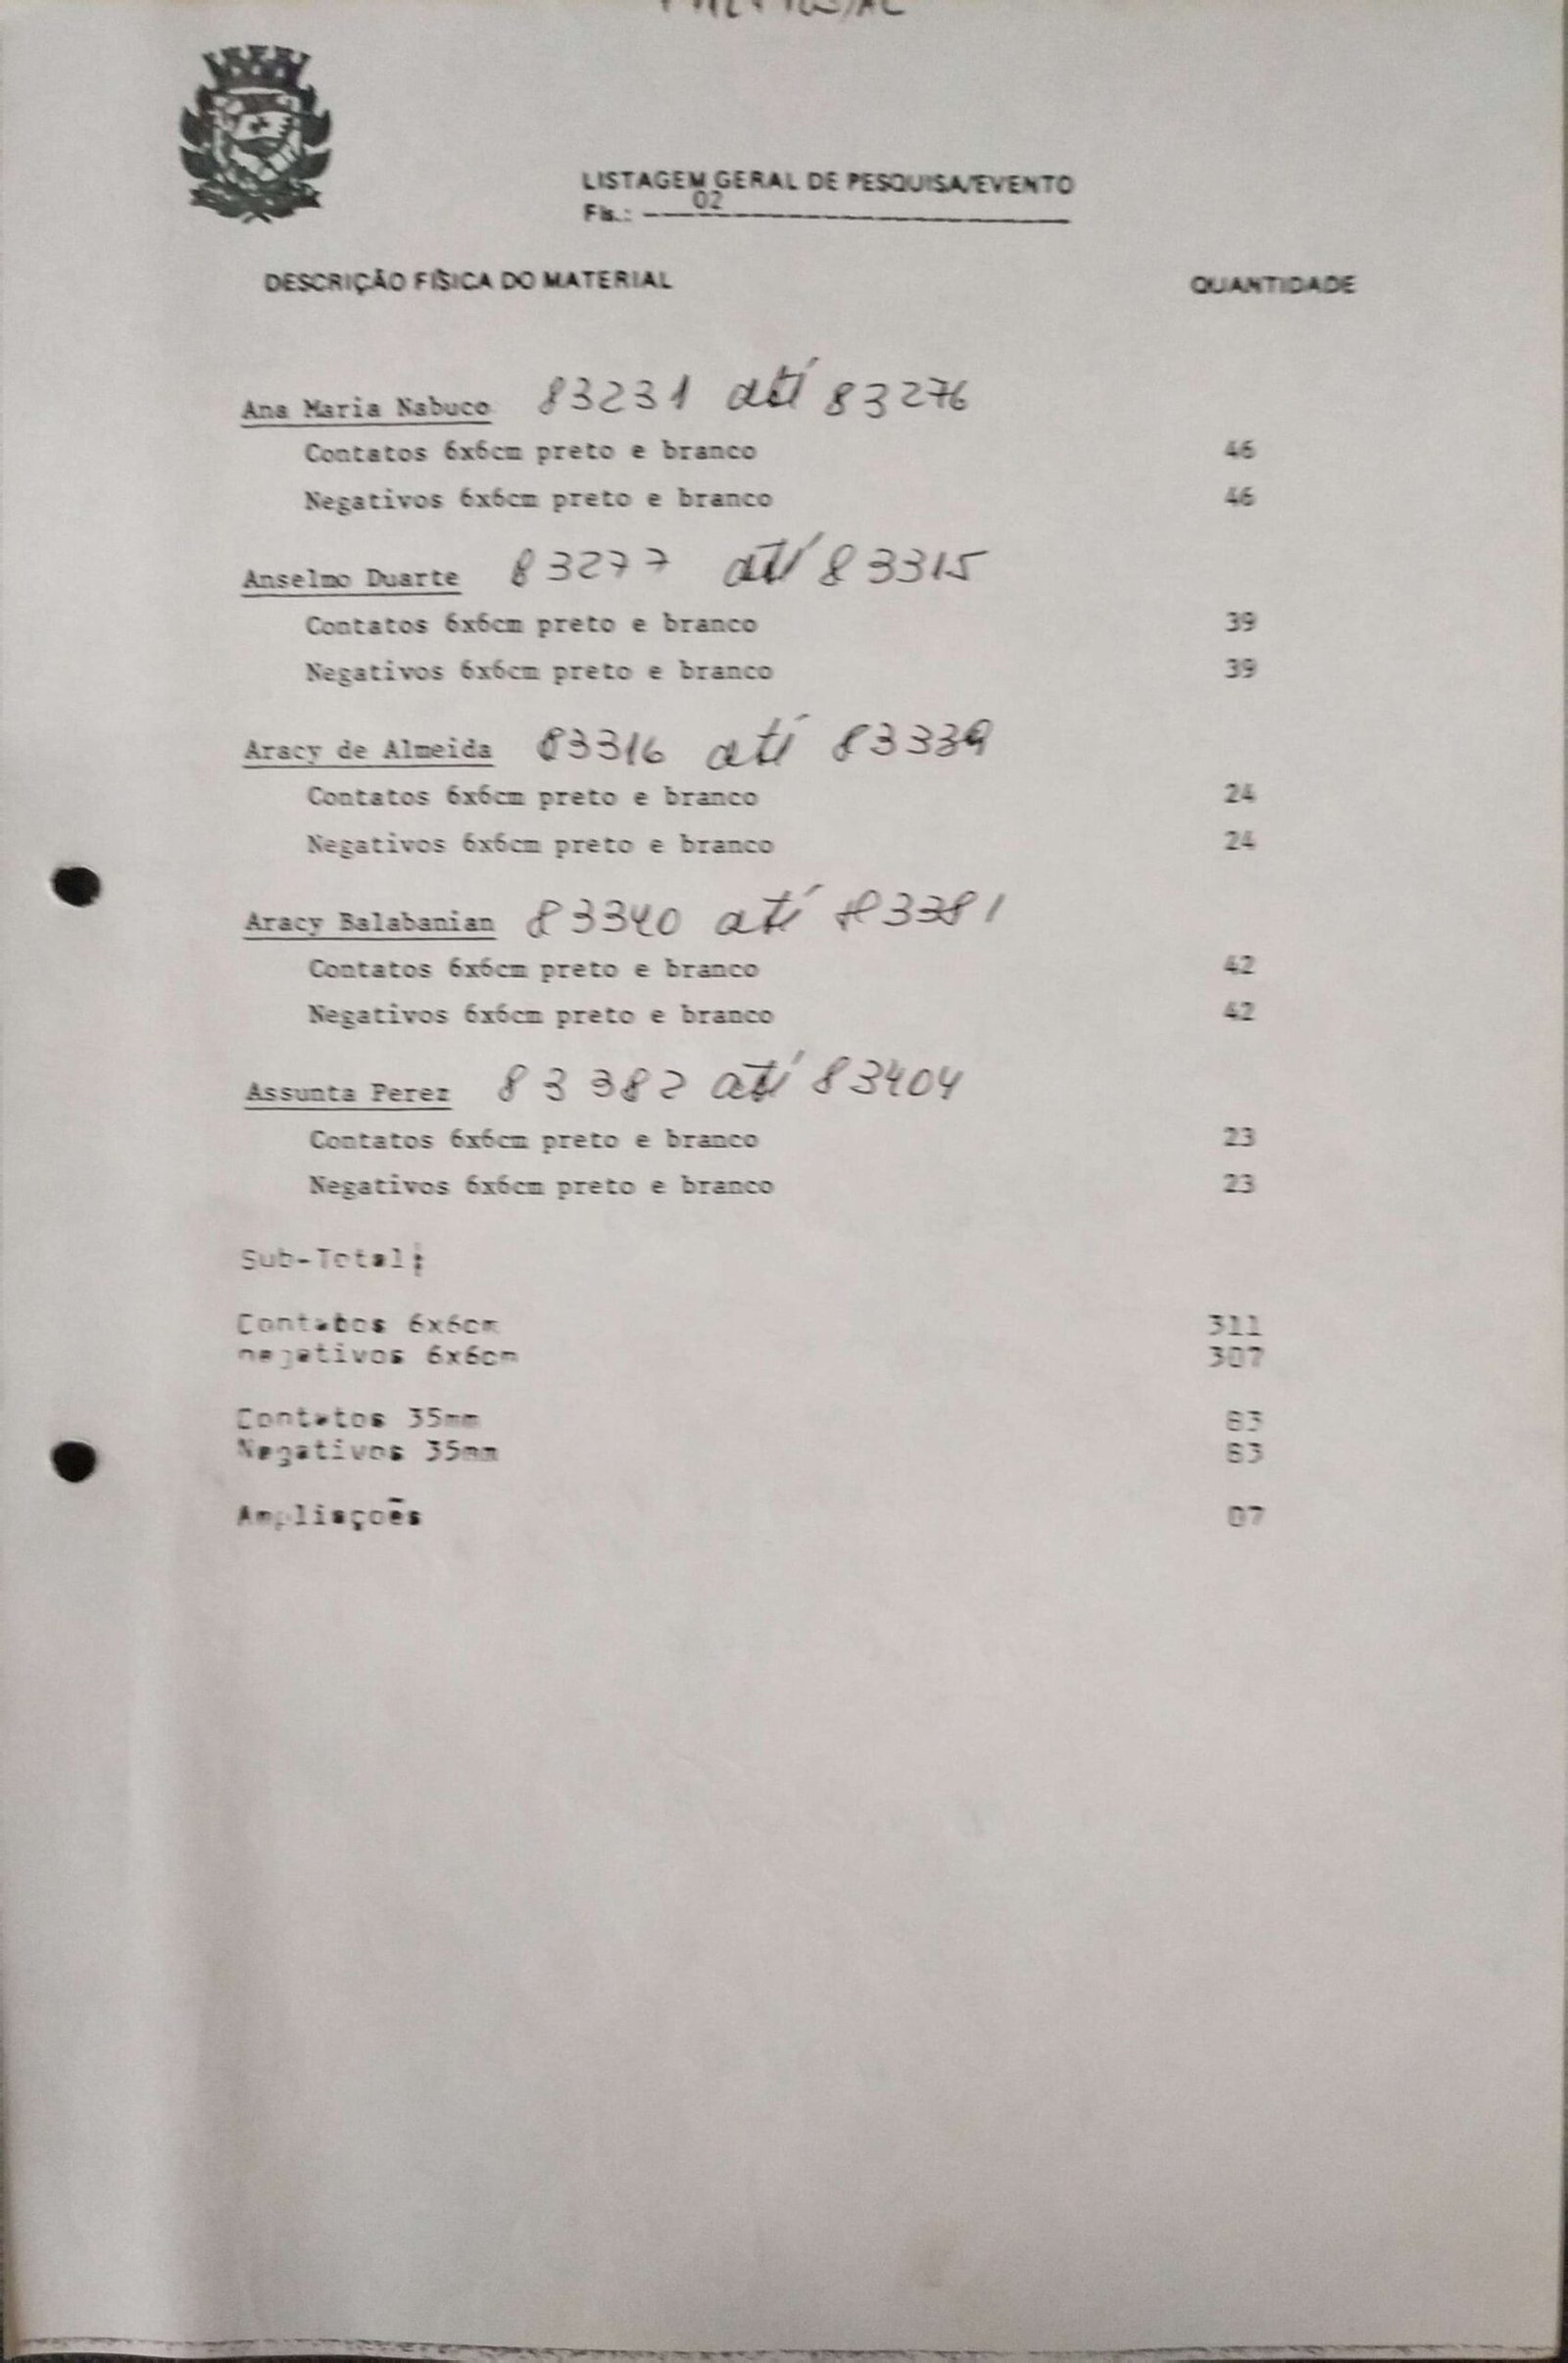 LISTAGEM GERAL DE PESQUISA/EVENTO
Fls.: 02
DESCRIÇÃO FÍSICA DO MATERIAL QUANTIDADE
Ana Maria Nabuco 83231 até 83276
Contatos 6x6cm preto e branco 46
Negativos 6x6cm preto e branco 46
Anselmo Duarte 83277 até 83315
Contatos 6x6cm preto e branco 39
Negativos 6x6cm preto e branco 39
Aracy de Almeida 83316 até 83339
Contatos 6x6cm preto e branco 24
Negativos 6x6cm preto e branco 24
Aracy Balabanian 83340 até 83381
Contatos 6x6cm preto e branco 42
Negativos 6x6cm preto e branco 42
Assunta Perez 83382 até 83404
Contatos 6x6cm preto e branco 23
Negativos 6x6cm preto e branco 23
Sub-Total:
Contatos 6x6cm 311
negativos 6x6cm 307
Contatos 35mm 83
Negativos 35mm 83
Ampliações 07